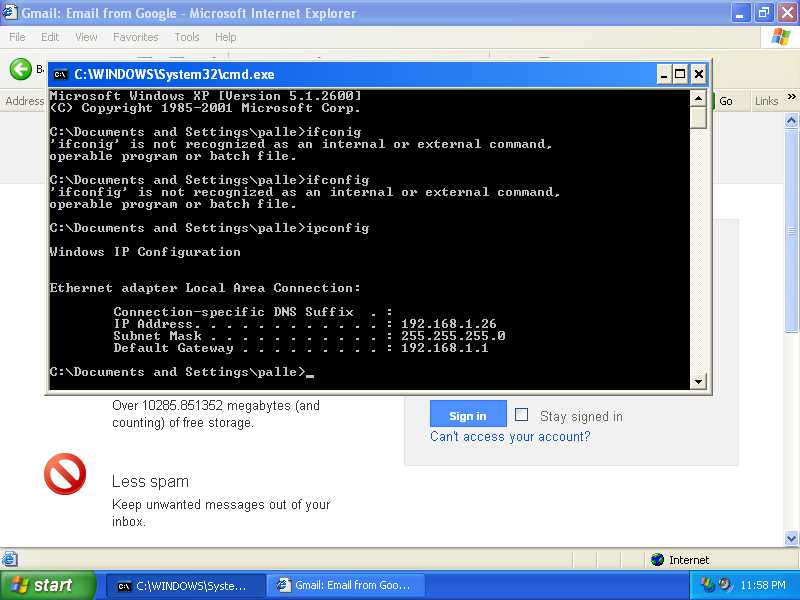 Gmail: Email from Google - Microsoft Internet Explorer
File Edit View Favorites Tools Help
Address
Go
Links
C:\WINDOWS\System32\cmd.exe
Microsoft Windows XP [Version 5.1.2600]
(C) Copyright 1985-2001 Microsoft Corp.
C:\Documents and Settings\palle>ifconig
'ifconig' is not recognized as an internal or external command,
operable program or batch file.
C:\Documents and Settings\palle>ifconfig
'ifconfig' is not recognized as an internal or external command,
operable program or batch file.
C:\Documents and Settings\palle>ipconfig
Windows IP Configuration
Ethernet adapter Local Area Connection:
Connection-specific DNS Suffix . :
IP Address. . . . . . . . . . . . : 192.168.1.26
Subnet Mask . . . . . . . . . . . : 255.255.255.0
Default Gateway . . . . . . . . . : 192.168.1.1
C:\Documents and Settings\palle>_
Over 10285.851352 megabytes (and
counting) of free storage.
Sign in
Stay signed in
Can't access your account?
Less spam
Keep unwanted messages out of your
inbox.
Internet
start
C:\WINDOWS\Syste...
Gmail: Email from Goo...
11:58 PM